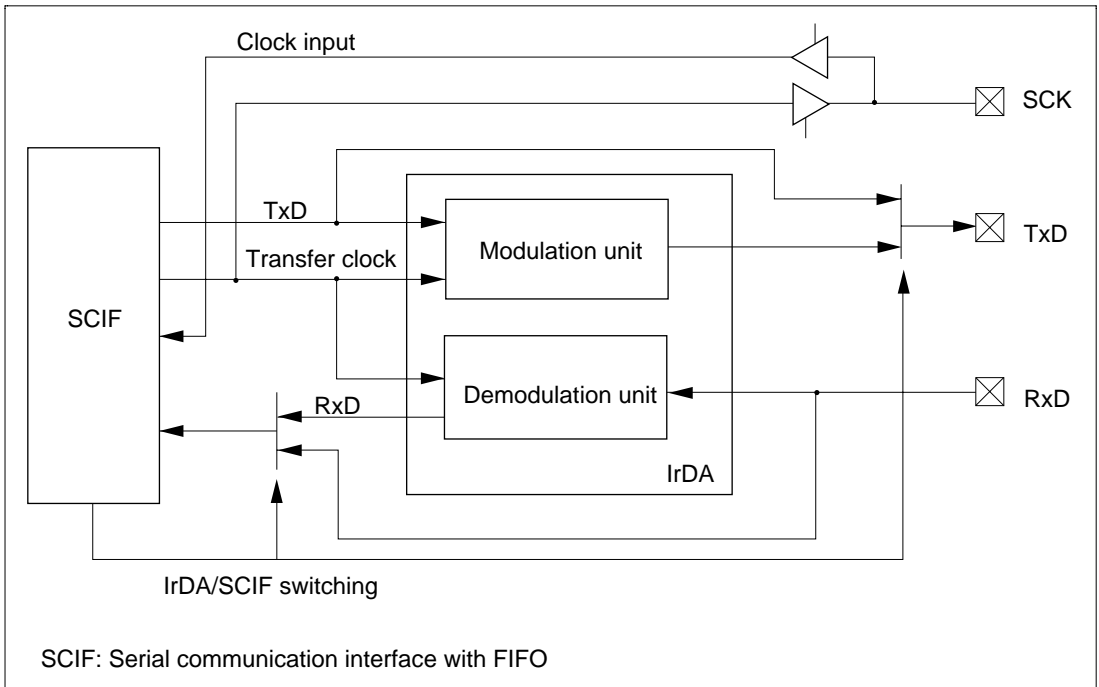 Clock input
SCK
TxD
TxD
Modulation unit
Transfer clock
SCIF
Demodulation unit
RxD
RxD
IrDA
IrDA/SCIF switching
SCIF: Serial communication interface with FIFO